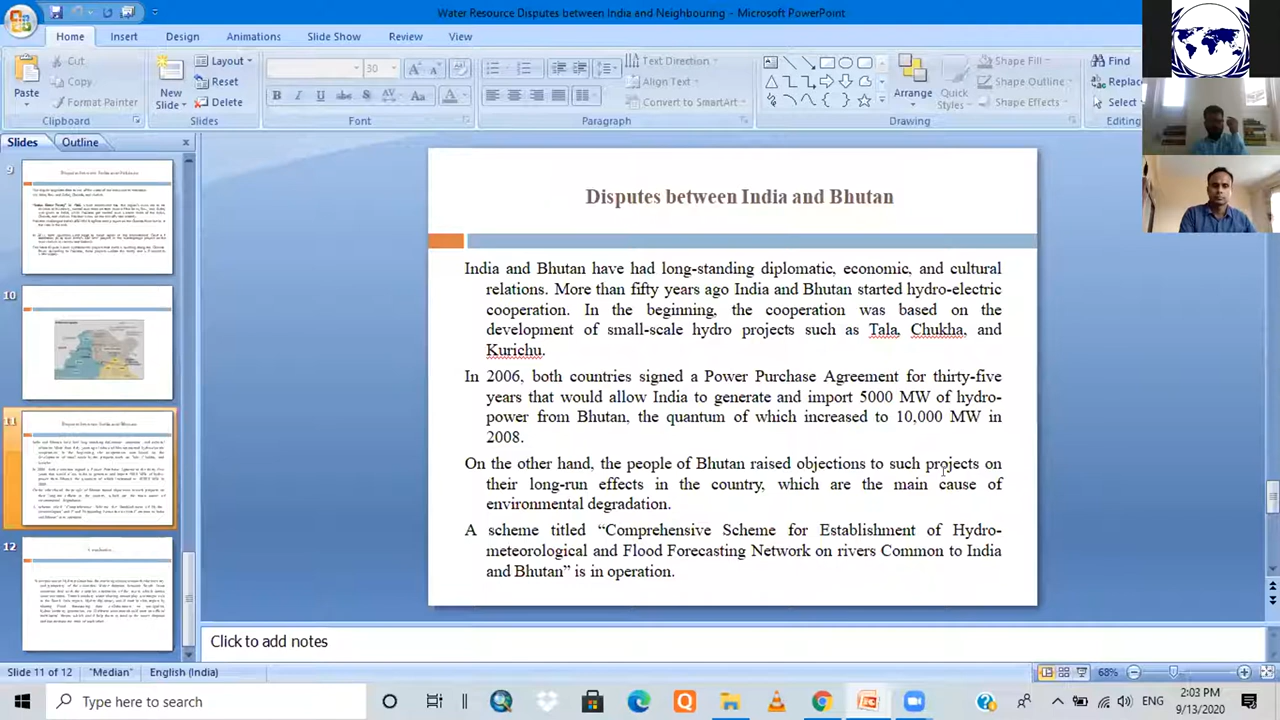 Water Resource Disputes between India and Neighbouring – Microsoft PowerPoint
Home Insert Design Animations Slide Show Review View
Paste
Cut
Copy
Format Painter
Clipboard
New Slide
Layout
Reset
Delete
Slides
30
Font
Text Direction
Align Text
Convert to SmartArt
Paragraph
Arrange
Quick Styles
Shape Fill
Shape Outline
Shape Effects
Drawing
Find
Replac
Select
Editing
Slides Outline
9
10
11
12
Disputes between India and Bhutan
India and Bhutan have had long-standing diplomatic, economic, and cultural
relations. More than fifty years ago India and Bhutan started hydro-electric
cooperation. In the beginning, the cooperation was based on the
development of small-scale hydro projects such as Tala, Chukha, and
Kurichu.
In 2006, both countries signed a Power Purchase Agreement for thirty-five
years that would allow India to generate and import 5000 MW of hydro-
power from Bhutan, the quantum of which increased to 10,000 MW in
2008.
On the other hand, the people of Bhutan raised objections to such projects on
their long-run effects in the country, which are the main cause of
environmental degradation.
A scheme titled “Comprehensive Scheme for Establishment of Hydro-
meteorological and Flood Forecasting Network on rivers Common to India
and Bhutan” is in operation.
Click to add notes
Slide 11 of 12 "Median" English (India) 68%
Type here to search
ENG
2:03 PM
9/13/2020